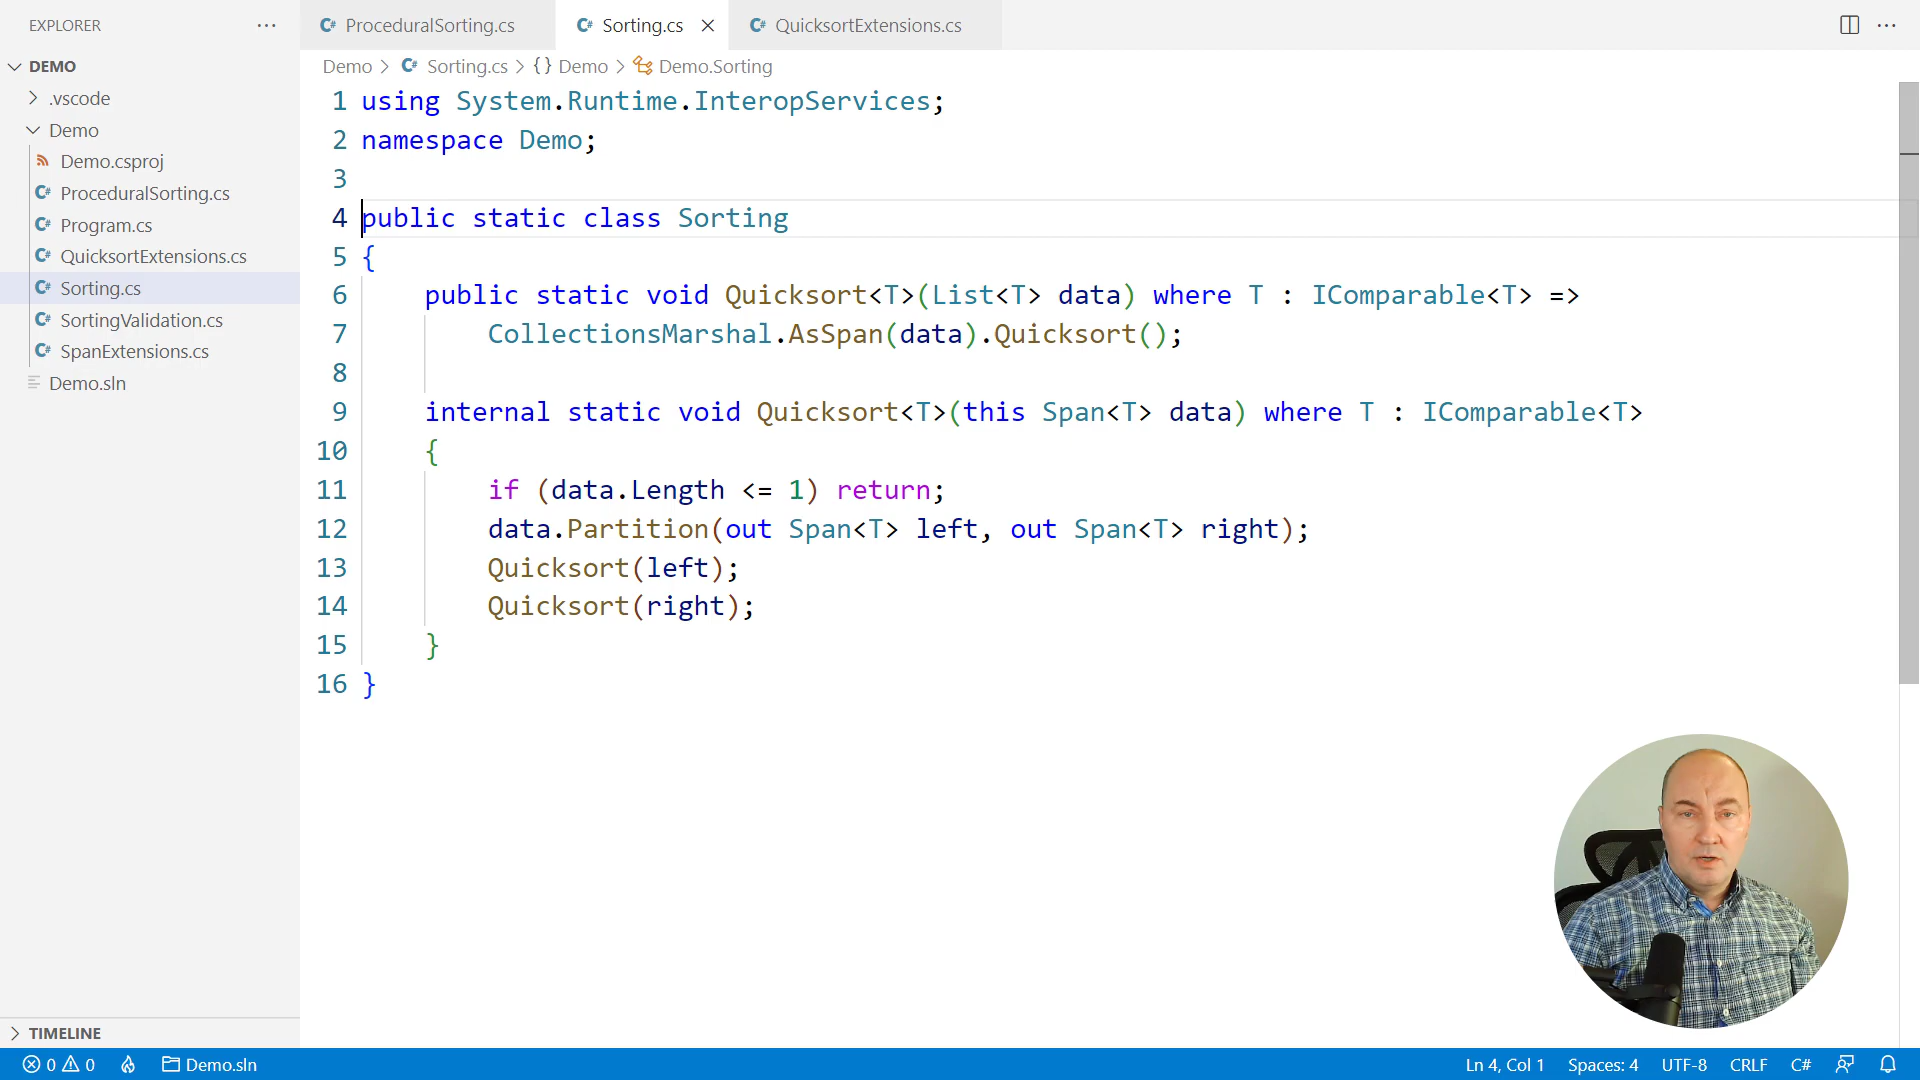 EXPLORER
DEMO
.vscode
Demo
Demo.csproj
ProceduralSorting.cs
Program.cs
QuicksortExtensions.cs
Sorting.cs
SortingValidation.cs
SpanExtensions.cs
Demo.sln
TIMELINE
ProceduralSorting.cs
Sorting.cs
QuicksortExtensions.cs
Demo > Sorting.cs > {} Demo > Demo.Sorting
1 using System.Runtime.InteropServices;
2 namespace Demo;
3
4 public static class Sorting
5 {
6     public static void Quicksort<T>(List<T> data) where T : IComparable<T> =>
7         CollectionsMarshal.AsSpan(data).Quicksort();
8
9     internal static void Quicksort<T>(this Span<T> data) where T : IComparable<T>
10     {
11         if (data.Length <= 1) return;
12         data.Partition(out Span<T> left, out Span<T> right);
13         Quicksort(left);
14         Quicksort(right);
15     }
16 }
0 0 Demo.sln Ln 4, Col 1 Spaces: 4 UTF-8 CRLF C#